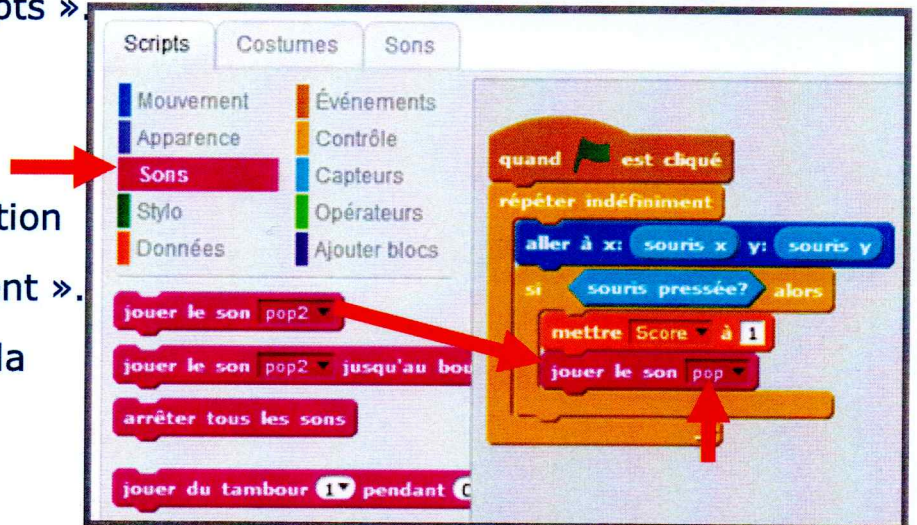 pts ».
tion
nt ».
la
Scripts Costumes Sons
Mouvement
Apparence
Sons
Stylo
Données
Événements
Contrôle
Capteurs
Opérateurs
Ajouter blocs
jouer le son pop2
jouer le son pop2 jusqu'au bou
arrêter tous les sons
jouer du tambour 1 pendant
quand est cliqué
répéter indéfiniment
aller à x: souris x y: souris y
si souris pressée? alors
mettre Score à 1
jouer le son pop